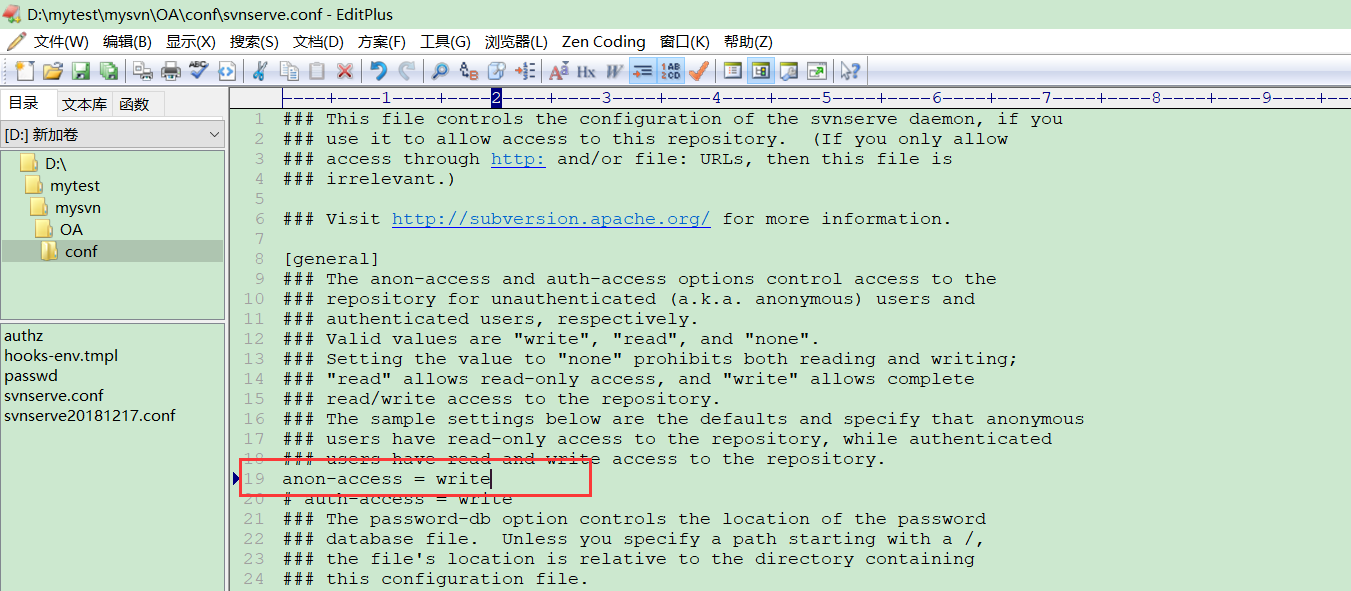 D:\mytest\mysvn\OA\conf\svnserve.conf - EditPlus
文件(W) 编辑(B) 显示(X) 搜索(S) 文档(D) 方案(F) 工具(G) 浏览器(L) Zen Coding 窗口(K) 帮助(Z)
目录 文本库 函数
[D:] 新加卷
D:\
mytest
mysvn
OA
conf
authz
hooks-env.tmpl
passwd
svnserve.conf
svnserve20181217.conf
----+----1----+----2----+----3----+----4----+----5----+----6----+----7----+----8----+----9----+--
1 ### This file controls the configuration of the svnserve daemon, if you
2 ### use it to allow access to this repository.  (If you only allow
3 ### access through http: and/or file: URLs, then this file is
4 ### irrelevant.)
5
6 ### Visit http://subversion.apache.org/ for more information.
7
8 [general]
9 ### The anon-access and auth-access options control access to the
10 ### repository for unauthenticated (a.k.a. anonymous) users and
11 ### authenticated users, respectively.
12 ### Valid values are "write", "read", and "none".
13 ### Setting the value to "none" prohibits both reading and writing;
14 ### "read" allows read-only access, and "write" allows complete
15 ### read/write access to the repository.
16 ### The sample settings below are the defaults and specify that anonymous
17 ### users have read-only access to the repository, while authenticated
18 ### users have read and write access to the repository.
19 anon-access = write
20 # auth-access = write
21 ### The password-db option controls the location of the password
22 ### database file.  Unless you specify a path starting with a /,
23 ### the file's location is relative to the directory containing
24 ### this configuration file.